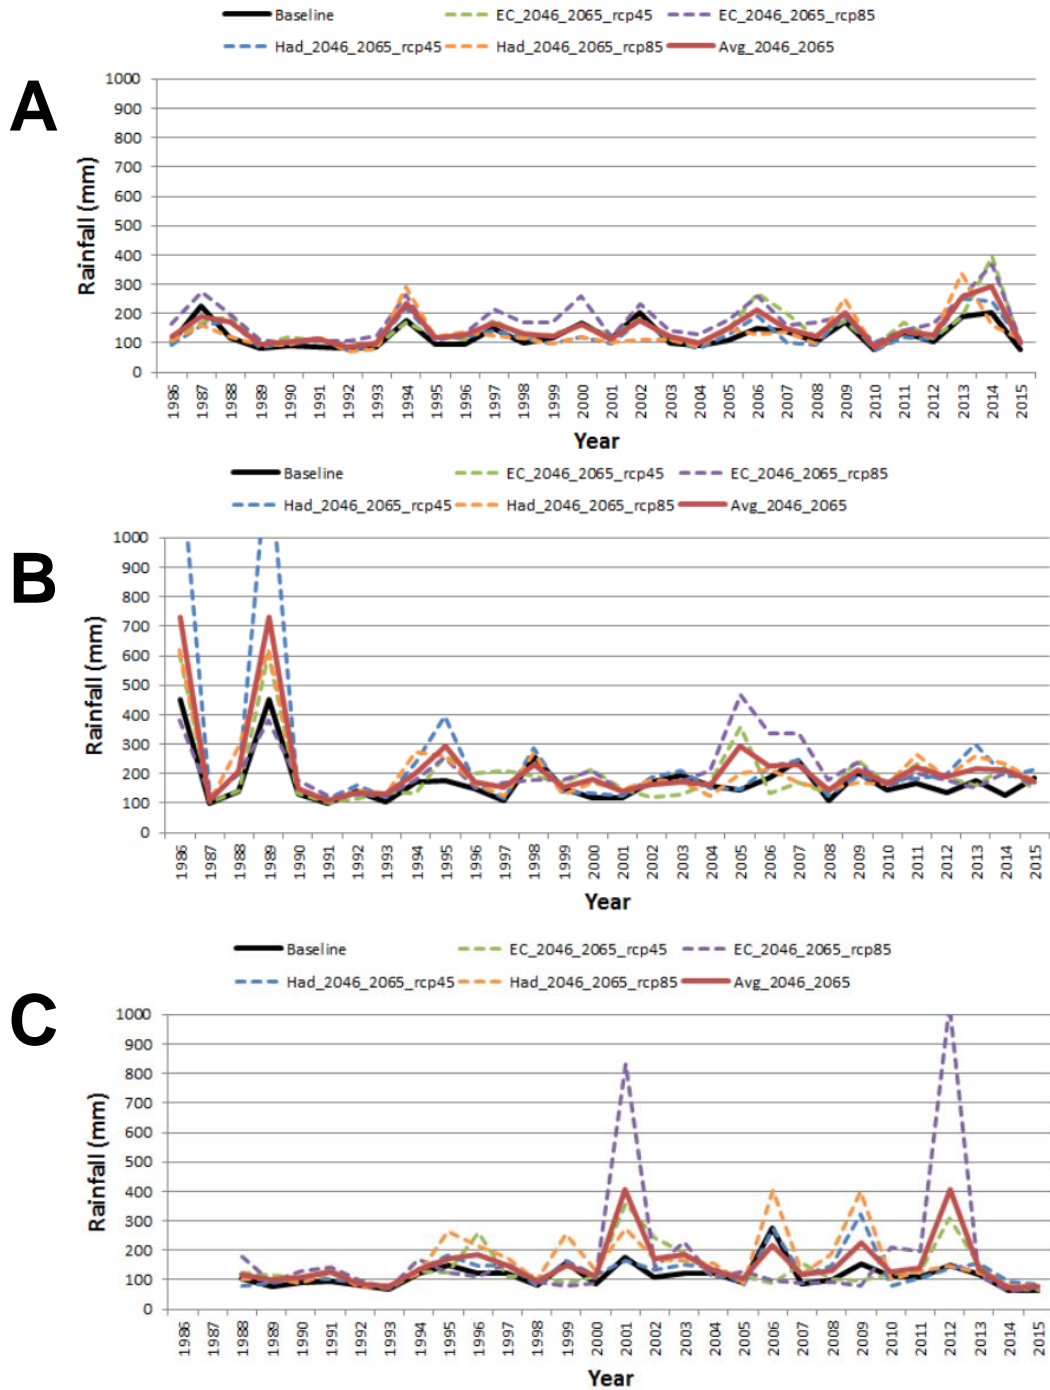 Baseline EC_2046_2065_rcp45 EC_2046_2065_rcp85
Had_2046_2065_rcp45 Had_2046_2065_rcp85 Avg_2046_2065
A
Rainfall (mm)
1000
900
800
700
600
500
400
300
200
100
0
1986 1987 1988 1989 1990 1991 1992 1993 1994 1995 1996 1997 1998 1999 2000 2001 2002 2003 2004 2005 2006 2007 2008 2009 2010 2011 2012 2013 2014 2015
Year
Baseline EC_2046_2065_rcp45 EC_2046_2065_rcp85
Had_2046_2065_rcp45 Had_2046_2065_rcp85 Avg_2046_2065
B
Rainfall (mm)
1000
900
800
700
600
500
400
300
200
100
0
1986 1987 1988 1989 1990 1991 1992 1993 1994 1995 1996 1997 1998 1999 2000 2001 2002 2003 2004 2005 2006 2007 2008 2009 2010 2011 2012 2013 2014 2015
Year
Baseline EC_2046_2065_rcp45 EC_2046_2065_rcp85
Had_2046_2065_rcp45 Had_2046_2065_rcp85 Avg_2046_2065
C
Rainfall (mm)
1000
900
800
700
600
500
400
300
200
100
0
1986 1987 1988 1989 1990 1991 1992 1993 1994 1995 1996 1997 1998 1999 2000 2001 2002 2003 2004 2005 2006 2007 2008 2009 2010 2011 2012 2013 2014 2015
Year